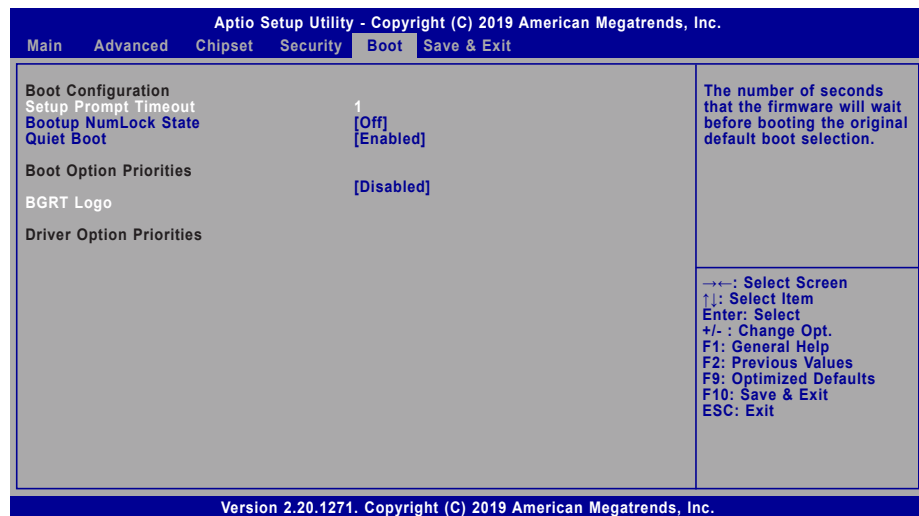 Aptio Setup Utility - Copyright (C) 2019 American Megatrends, Inc.
Main Advanced Chipset Security Boot Save & Exit
Boot Configuration
Setup Prompt Timeout 1
Bootup NumLock State [Off]
Quiet Boot [Enabled]
Boot Option Priorities
[Disabled]
BGRT Logo
Driver Option Priorities
The number of seconds
that the firmware will wait
before booting the original
default boot selection.
→←: Select Screen
↑↓: Select Item
Enter: Select
+/- : Change Opt.
F1: General Help
F2: Previous Values
F9: Optimized Defaults
F10: Save & Exit
ESC: Exit
Version 2.20.1271. Copyright (C) 2019 American Megatrends, Inc.